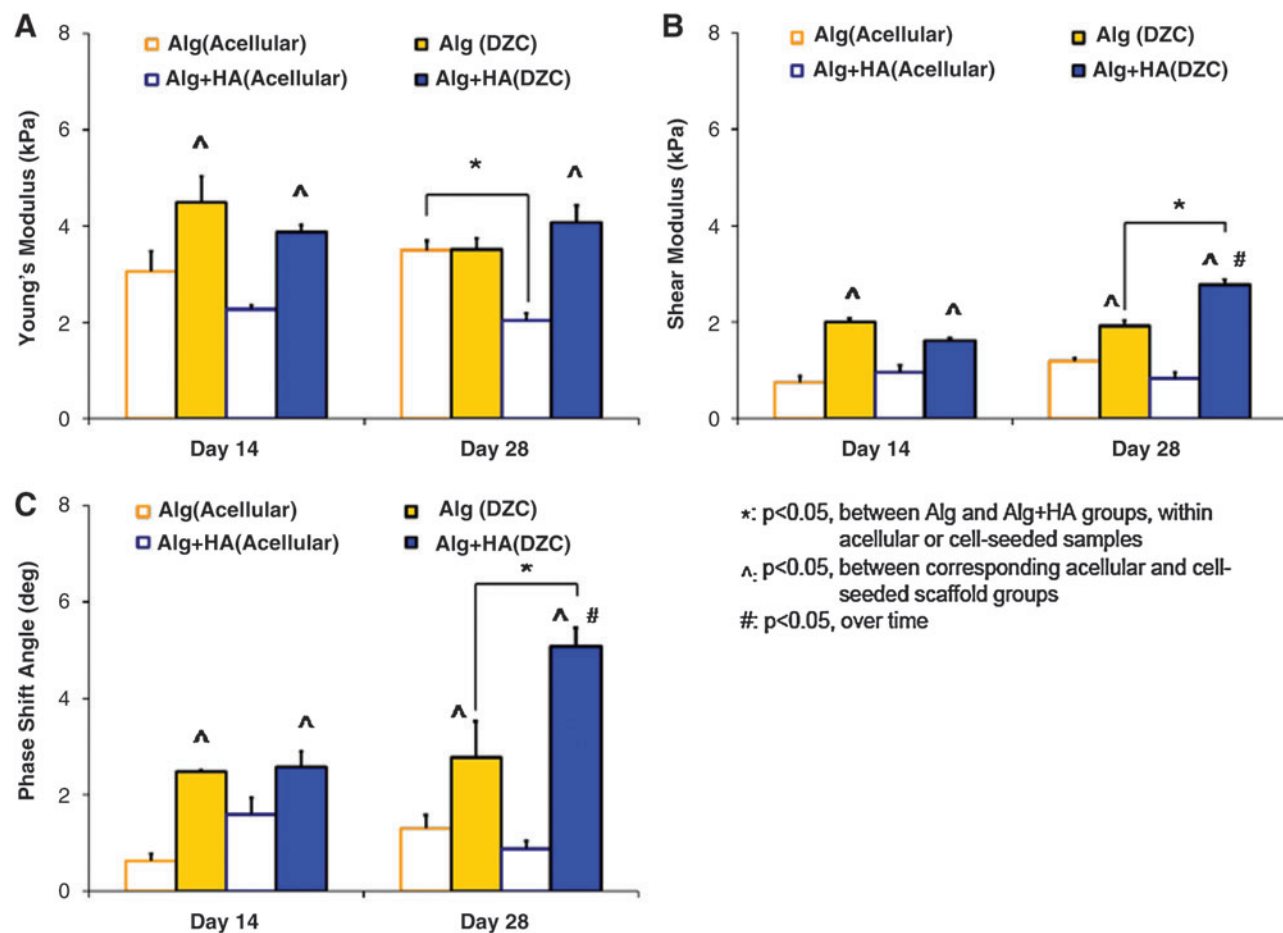 A
Alg(Acellular)
Alg (DZC)
Alg+HA(Acellular)
Alg+HA(DZC)
Young's Modulus (kPa)
8
6
4
2
0
^
^
*
^
Day 14
Day 28
B
Alg(Acellular)
Alg (DZC)
Alg+HA(Acellular)
Alg+HA(DZC)
Shear Modulus (kPa)
8
6
4
2
0
^
^
^
*
^ #
Day 14
Day 28
C
Alg(Acellular)
Alg (DZC)
Alg+HA(Acellular)
Alg+HA(DZC)
Phase Shift Angle (deg)
8
6
4
2
0
^
^
^
*
^ #
Day 14
Day 28
*: p<0.05, between Alg and Alg+HA groups, within
acellular or cell-seeded samples
^: p<0.05, between corresponding acellular and cell-
seeded scaffold groups
#: p<0.05, over time